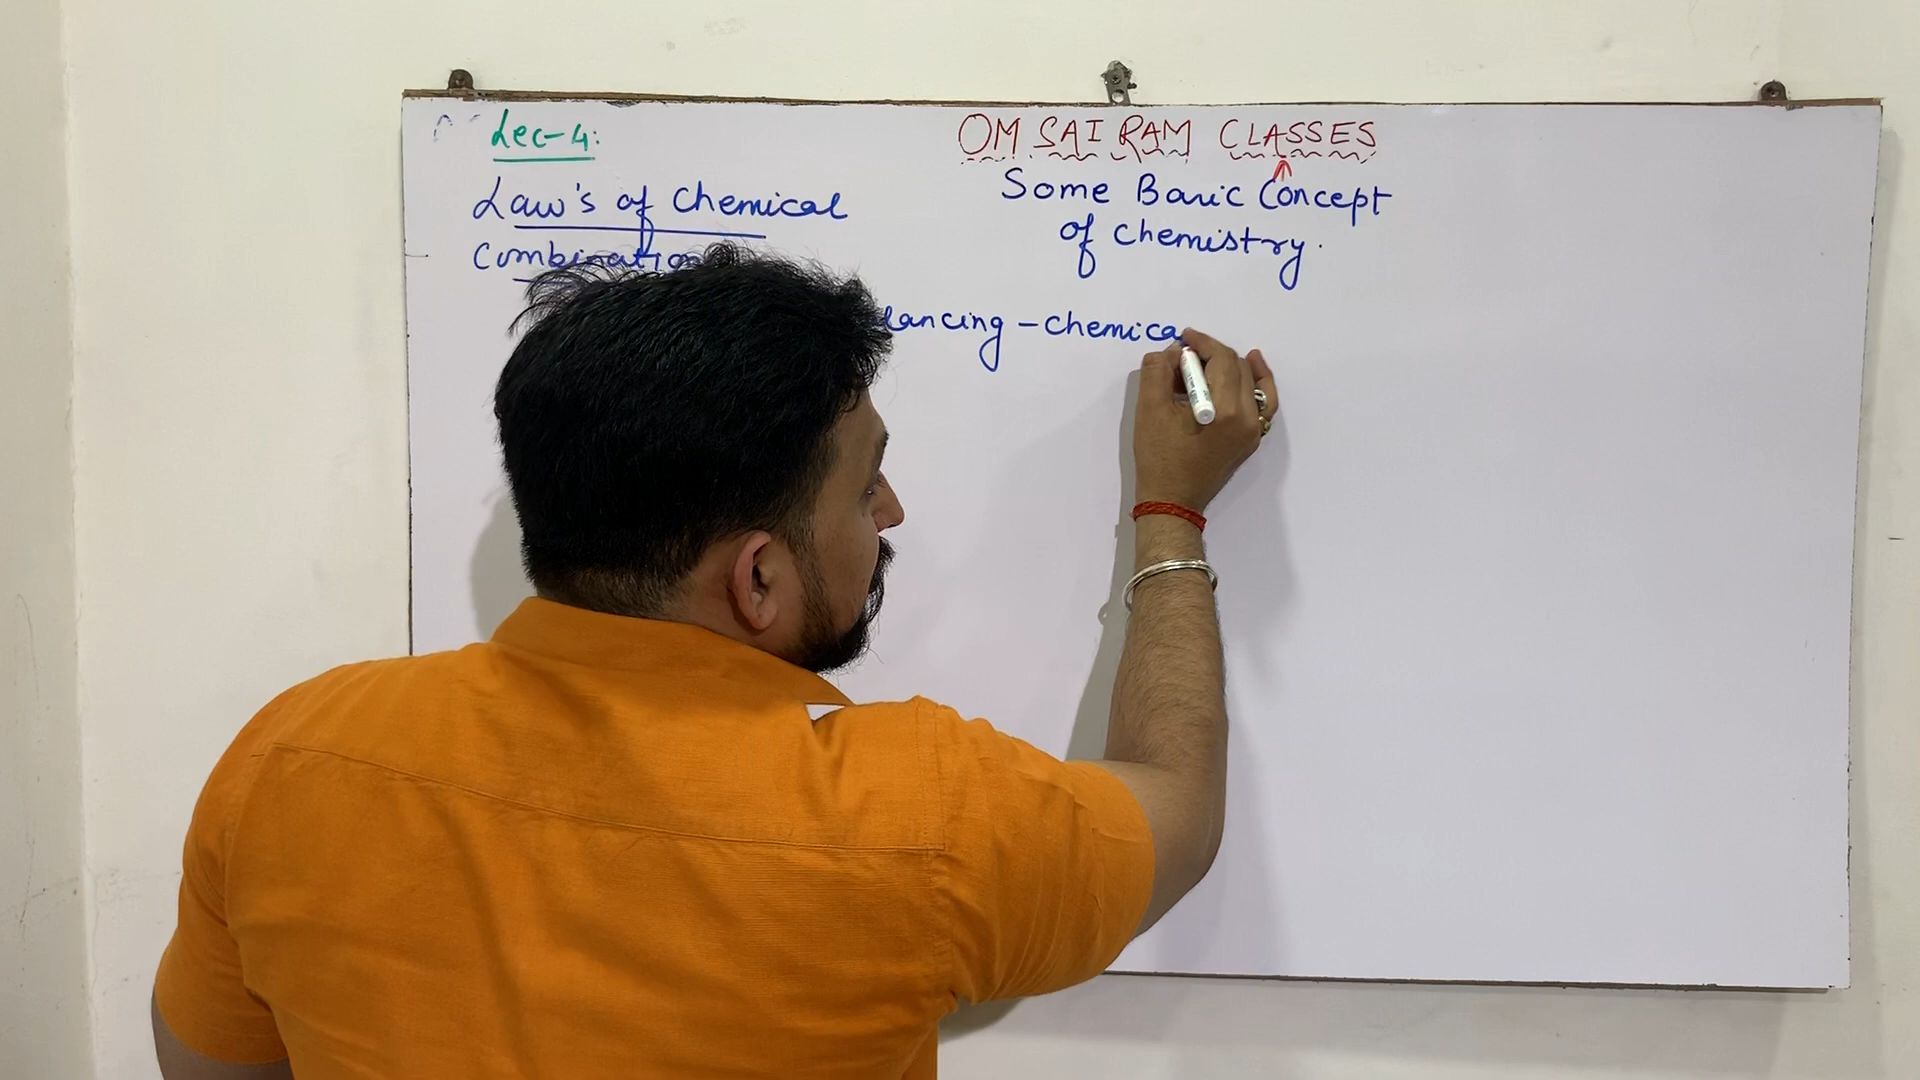 Lec-4:
OM SAI RAM CLASSES
Law's of Chemical
Combination
Some Basic Concept
of Chemistry.
lancing - Chemica